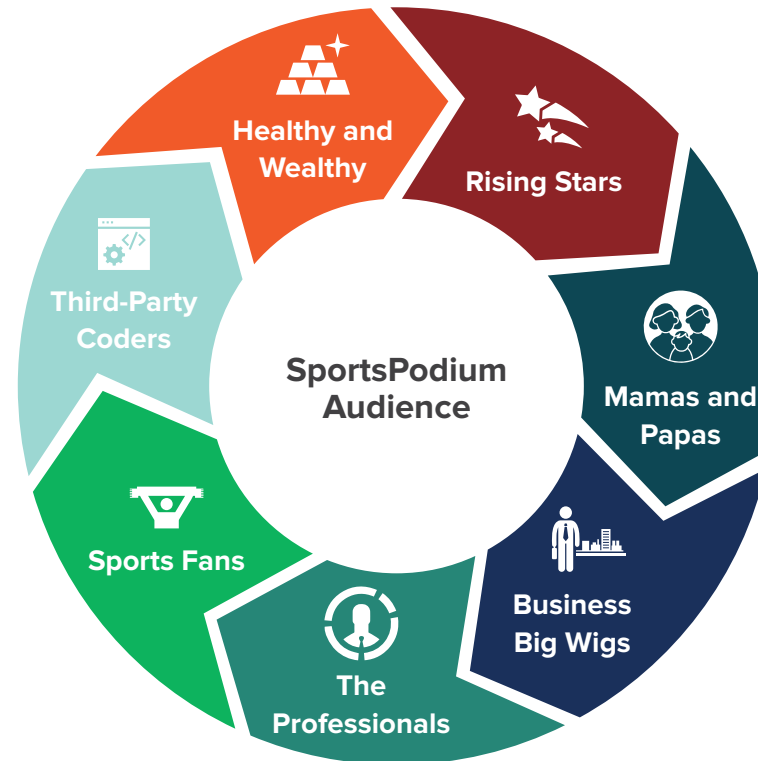 Healthy and
Wealthy
Rising Stars
Mamas and
Papas
Business
Big Wigs
The
Professionals
Sports Fans
Third-Party
Coders
SportsPodium
Audience